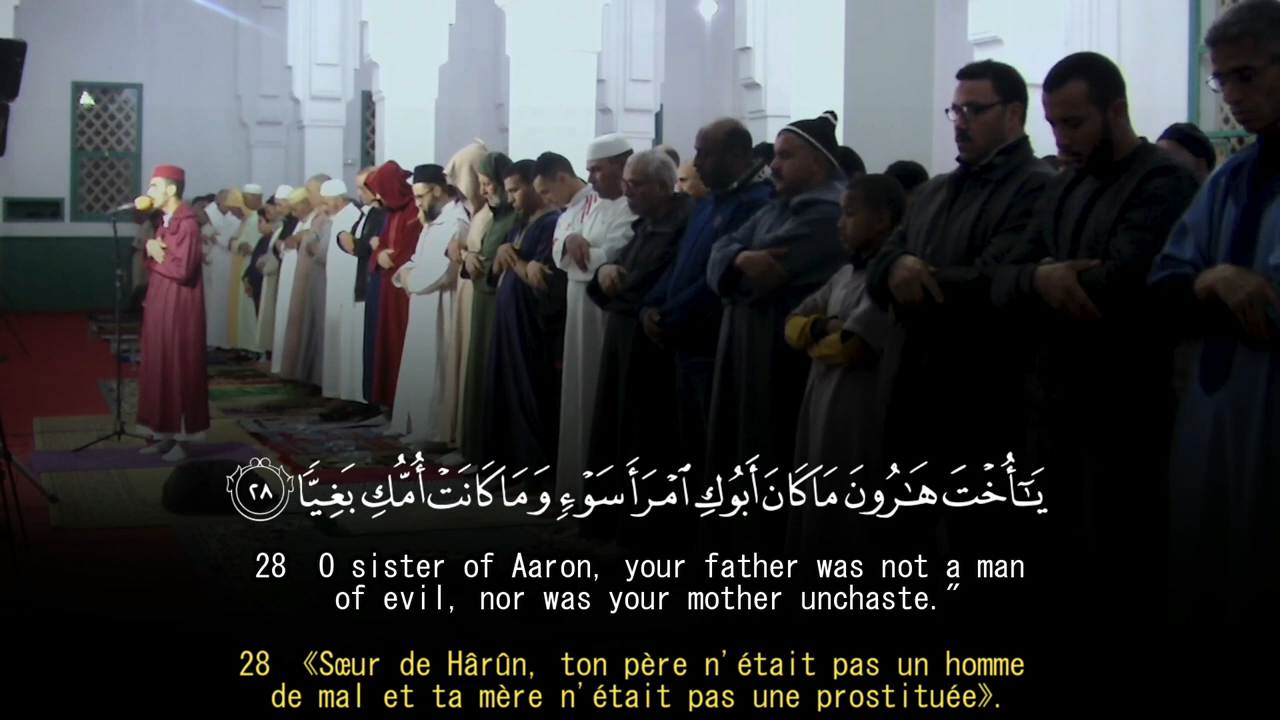 يَٰٓأُخْتَ هَٰرُونَ مَا كَانَ أَبُوكِ ٱمْرَأَ سَوْءٍ وَمَا كَانَتْ أُمُّكِ بَغِيًّا ٢٨
28 O sister of Aaron, your father was not a man
of evil, nor was your mother unchaste."
28 《Sœur de Hârûn, ton père n'était pas un homme
de mal et ta mère n'était pas une prostituée》.